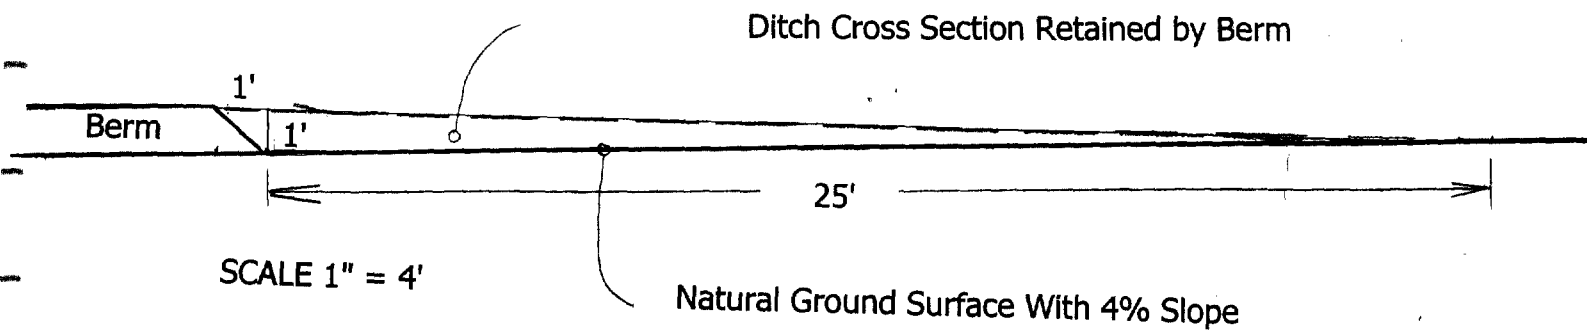 Ditch Cross Section Retained by Berm
1'
Berm
1'
25'
SCALE 1" = 4'
Natural Ground Surface With 4% Slope